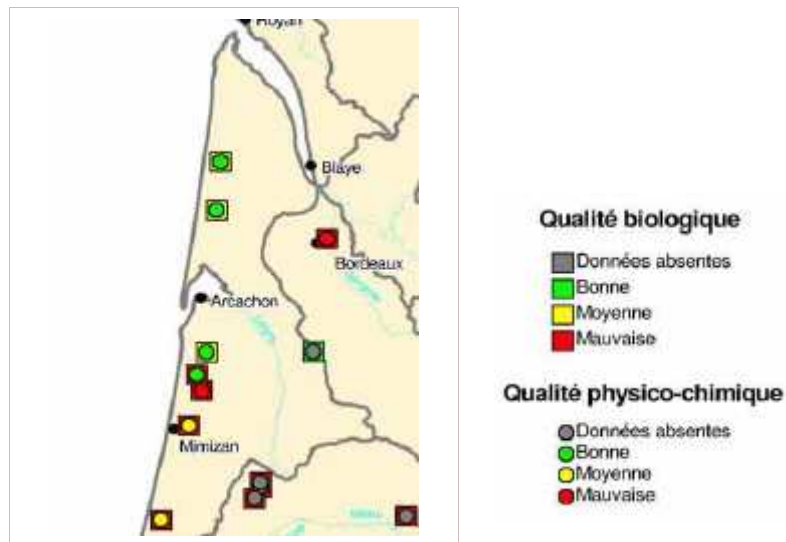 Royan
Blaye
Bordeaux
Arcachon
Mimizan
Qualité biologique
Données absentes
Bonne
Moyenne
Mauvaise
Qualité physico-chimique
Données absentes
Bonne
Moyenne
Mauvaise